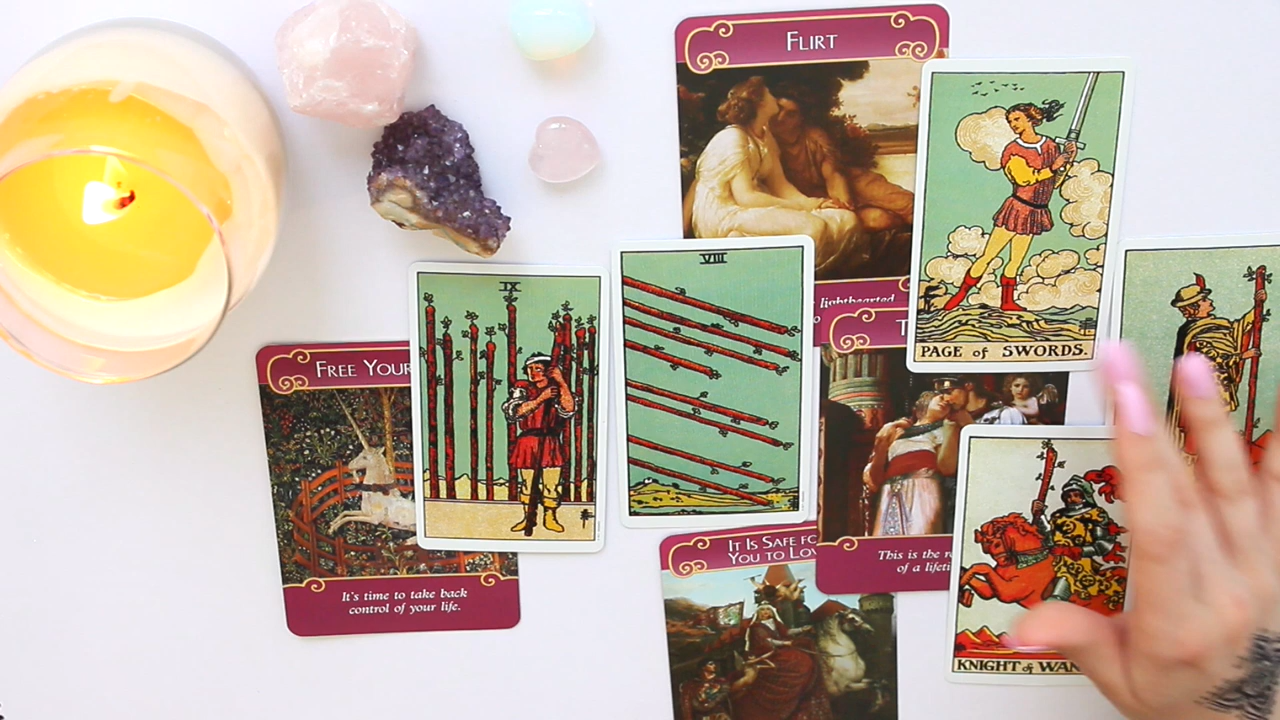 FLIRT
lighthearted
PAGE of SWORDS.
IX
VIII
FREE YOUR
It's time to take back
control of your life.
IT IS SAFE FO
YOU TO LOV
This is the r
of a lifeti
KNIGHT of WAN